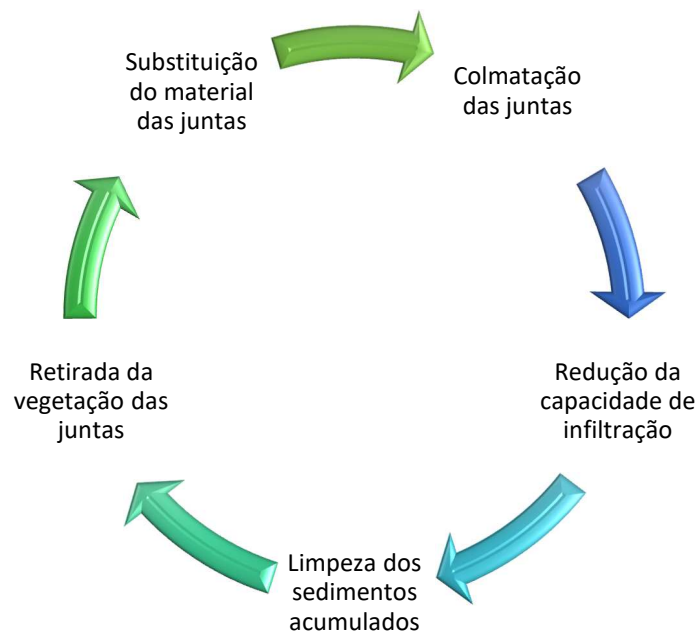 Substituição
do material
das juntas
Colmatação
das juntas
Redução da
capacidade de
infiltração
Limpeza dos
sedimentos
acumulados
Retirada da
vegetação das
juntas